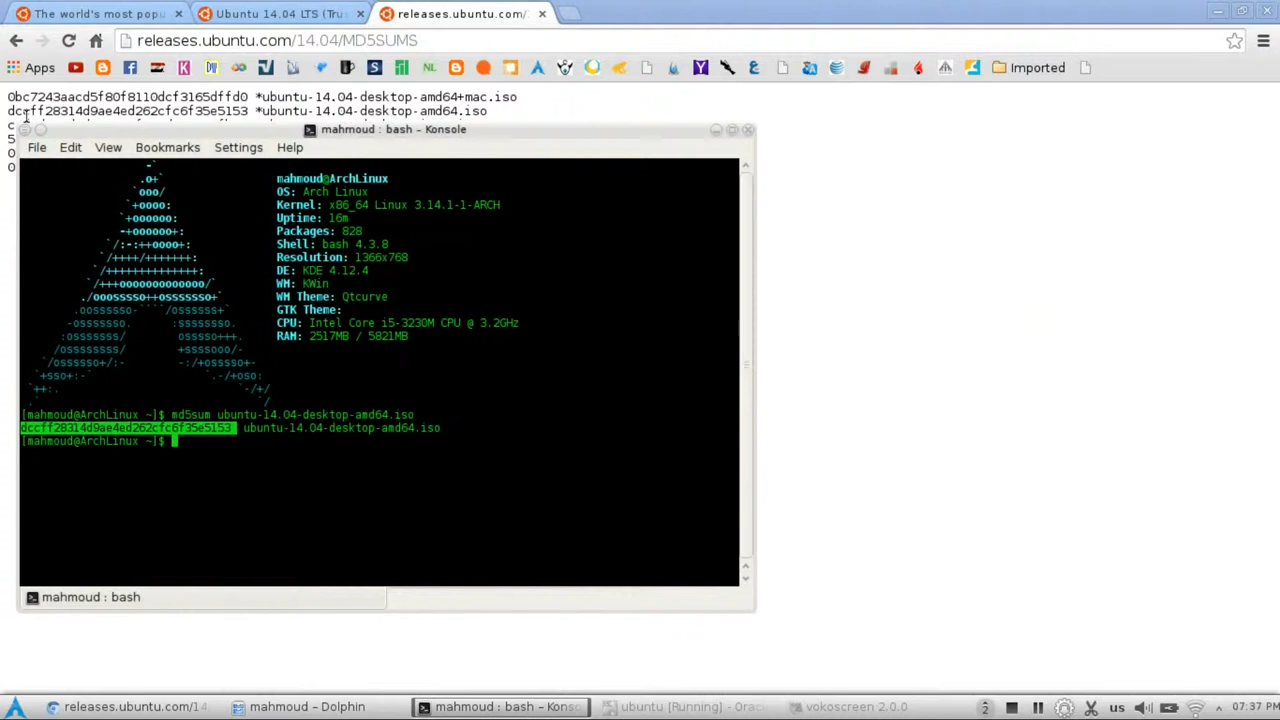 The world's most popu
Ubuntu 14.04 LTS (Trus
releases.ubuntu.com/
releases.ubuntu.com/14.04/MD5SUMS
Apps
Imported
0bc7243aacd5f80f8110dcf3165dffd0 *ubuntu-14.04-desktop-amd64+mac.iso
dccff28314d9ae4ed262cfc6f35e5153 *ubuntu-14.04-desktop-amd64.iso
mahmoud : bash – Konsole
File Edit View Bookmarks Settings Help
mahmoud@ArchLinux
OS: Arch Linux
Kernel: x86_64 Linux 3.14.1-1-ARCH
Uptime: 16m
Packages: 828
Shell: bash 4.3.8
Resolution: 1366x768
DE: KDE 4.12.4
WM: KWin
WM Theme: Qtcurve
GTK Theme:
CPU: Intel Core i5-3230M CPU @ 3.2GHz
RAM: 2517MB / 5821MB
[mahmoud@ArchLinux ~]$ md5sum ubuntu-14.04-desktop-amd64.iso
dccff28314d9ae4ed262cfc6f35e5153 ubuntu-14.04-desktop-amd64.iso
[mahmoud@ArchLinux ~]$
mahmoud : bash
releases.ubuntu.com/14
mahmoud – Dolphin
mahmoud : bash – Kons
ubuntu [Running] – Orac
vokoscreen 2.0.0
2
us
07:37 PM